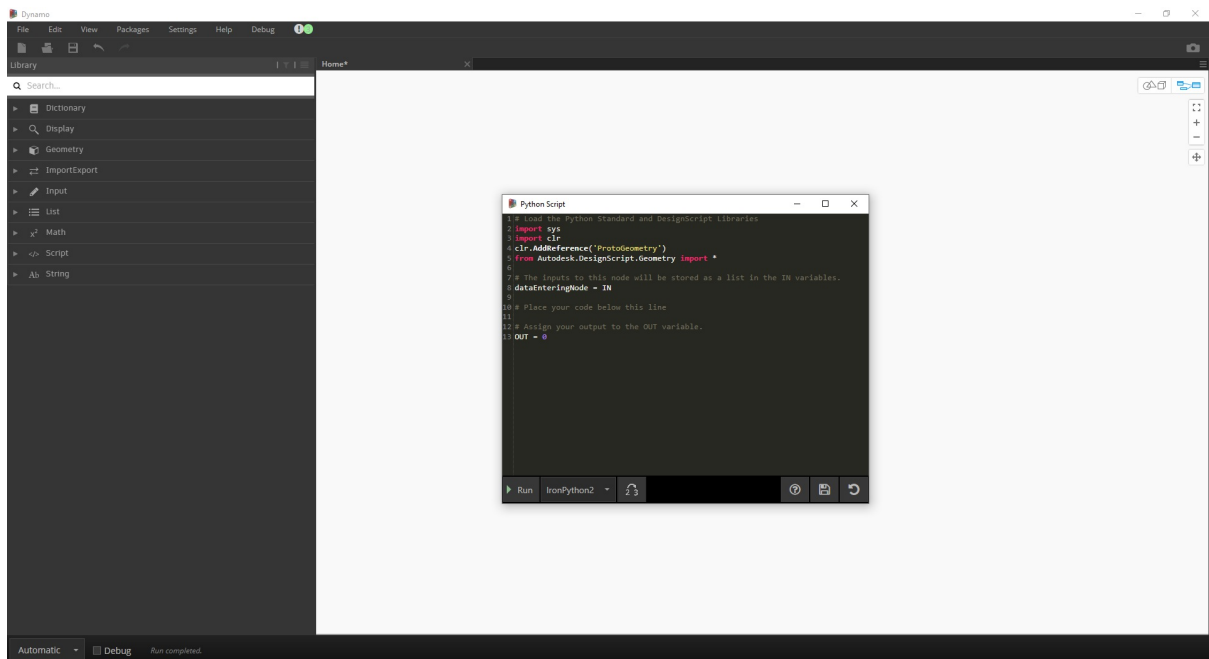 Dynamo
File Edit View Packages Settings Help Debug
Library
Home*
Search...
Dictionary
Display
Geometry
ImportExport
Input
List
x² Math
</> Script
Ab String
Python Script
1 # Load the Python Standard and DesignScript Libraries
2 import sys
3 import clr
4 clr.AddReference('ProtoGeometry')
5 from Autodesk.DesignScript.Geometry import *
6
7 # The inputs to this node will be stored as a list in the IN variables.
8 dataEnteringNode = IN
9
10 # Place your code below this line
11
12 # Assign your output to the OUT variable.
13 OUT = 0
Run IronPython2 2 3
Automatic Debug Run completed.